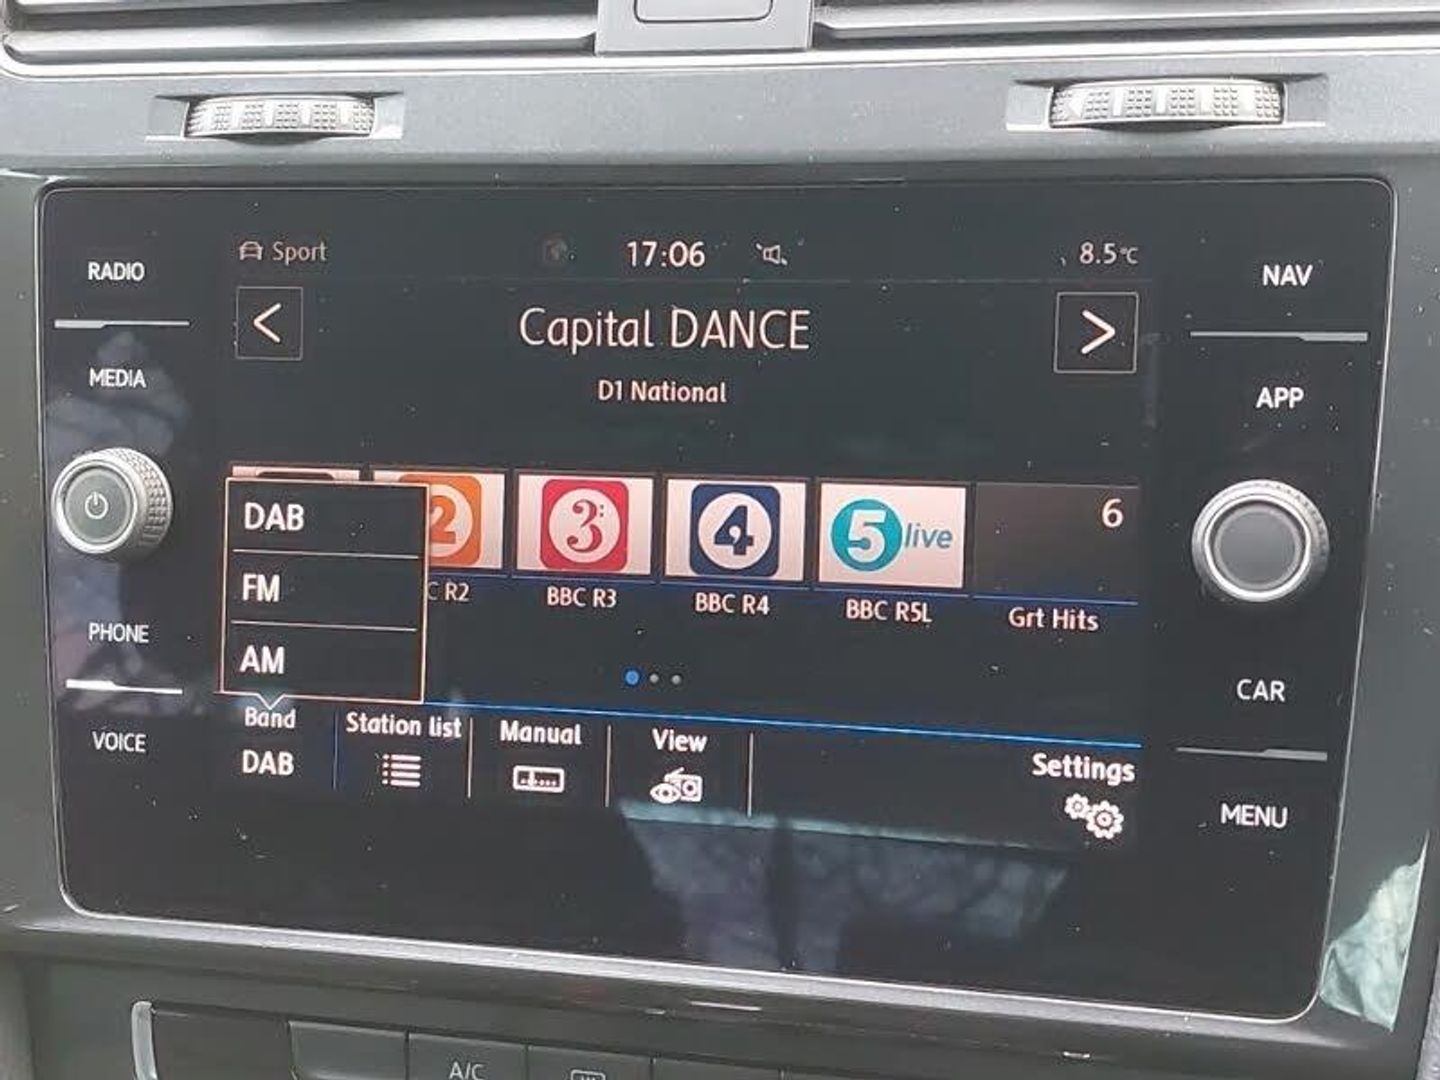 Sport 17:06 8.5°C
RADIO
NAV
<
Capital DANCE
>
D1 National
MEDIA
APP
DAB
FM
AM
2
3
4
5 live
6
C R2
BBC R3
BBC R4
BBC R5L
Grt Hits
PHONE
CAR
Band
DAB
Station list
Manual
View
Settings
VOICE
MENU
A/C